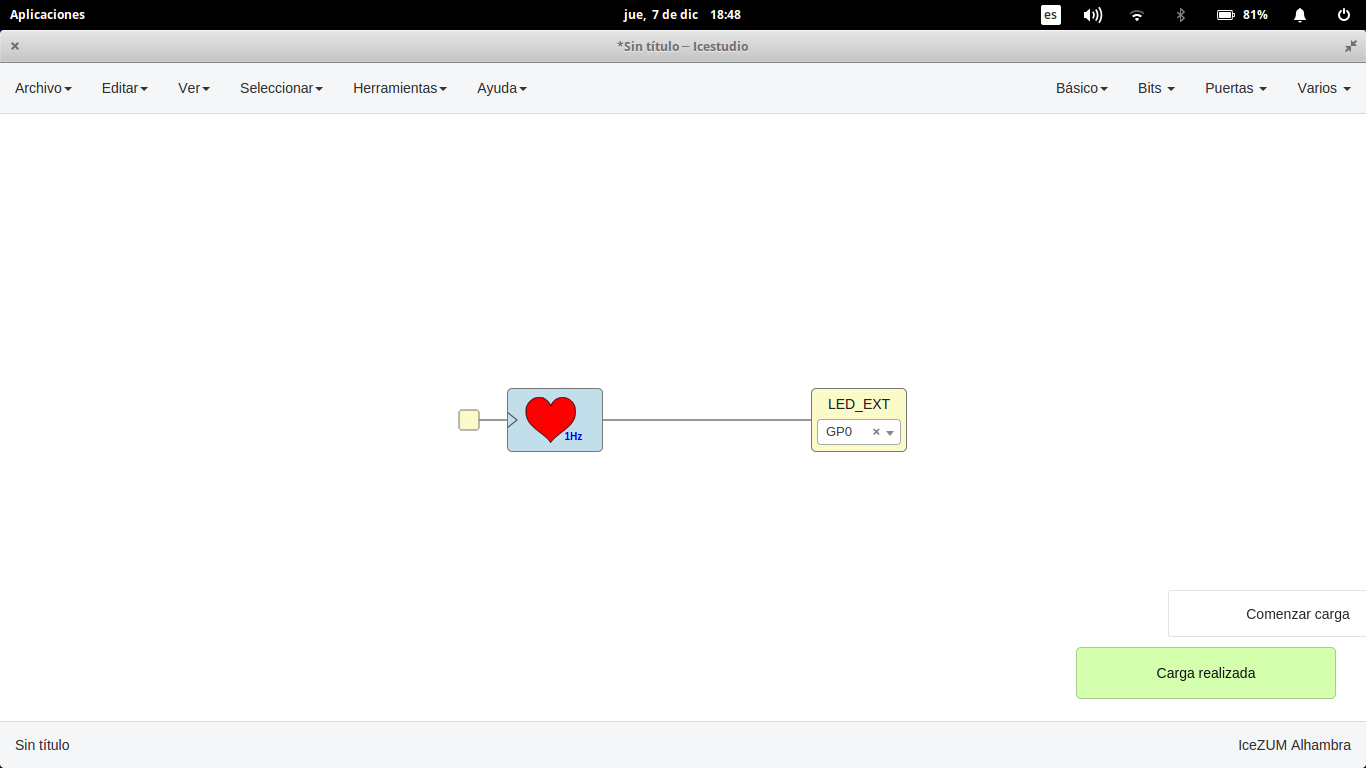 Aplicaciones jue, 7 de dic 18:48 es 81%
*Sin título – Icestudio
Archivo Editar Ver Seleccionar Herramientas Ayuda Básico Bits Puertas Varios
1Hz
LED_EXT
GP0
Comenzar carga
Carga realizada
Sin título IceZUM Alhambra